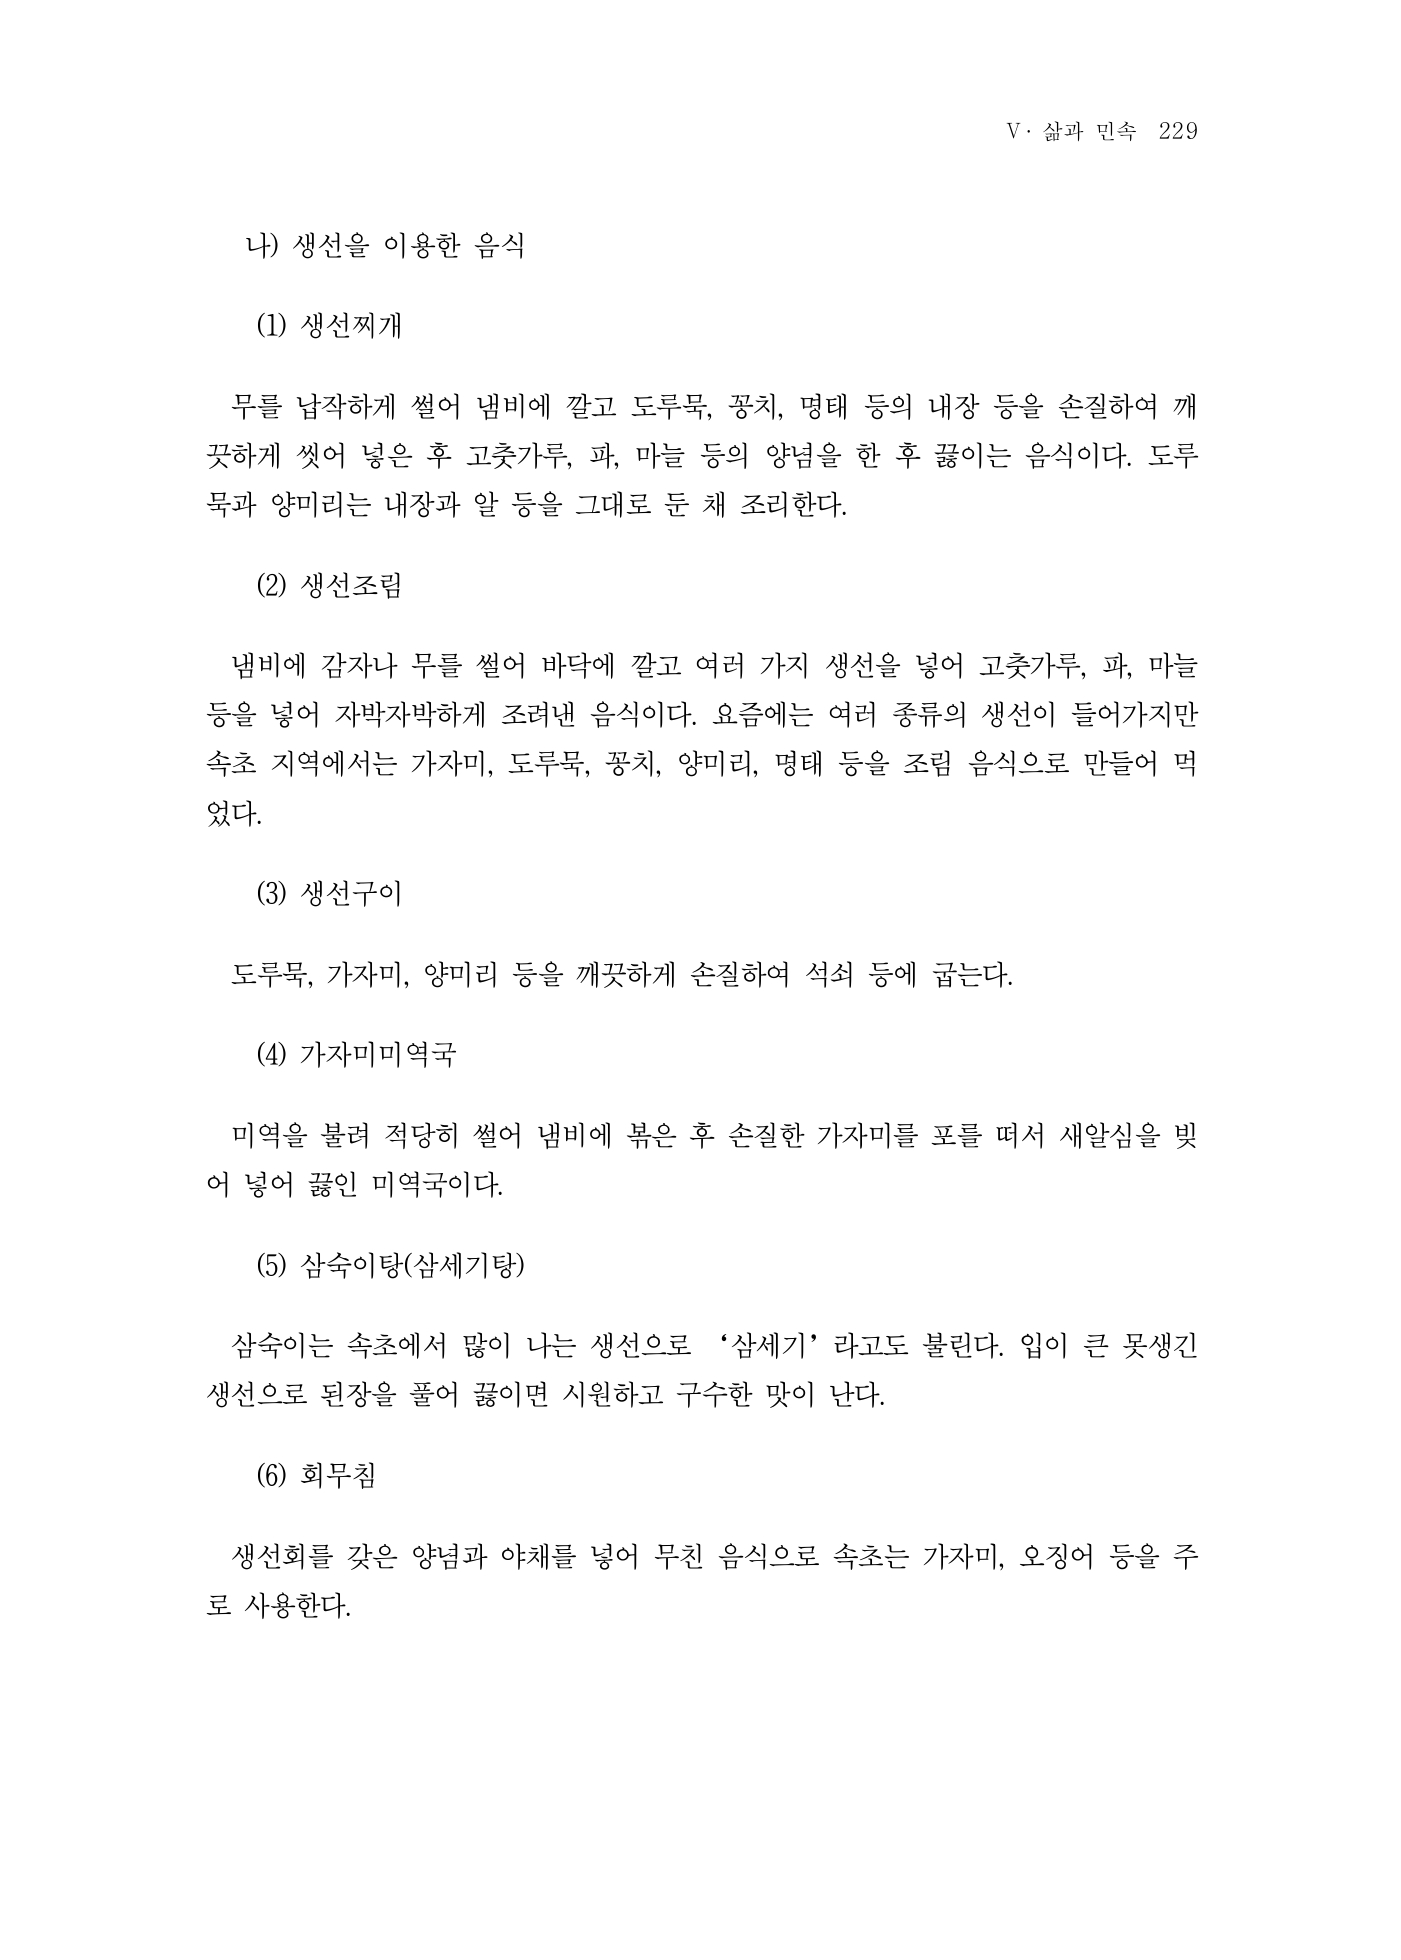 Ⅴ· 삶과 민속 229
나) 생선을 이용한 음식
(1) 생선찌개
무를 납작하게 썰어 냄비에 깔고 도루묵, 꽁치, 명태 등의 내장 등을 손질하여 깨
끗하게 씻어 넣은 후 고춧가루, 파, 마늘 등의 양념을 한 후 끓이는 음식이다. 도루
묵과 양미리는 내장과 알 등을 그대로 둔 채 조리한다.
(2) 생선조림
냄비에 감자나 무를 썰어 바닥에 깔고 여러 가지 생선을 넣어 고춧가루, 파, 마늘
등을 넣어 자박자박하게 조려낸 음식이다. 요즘에는 여러 종류의 생선이 들어가지만
속초 지역에서는 가자미, 도루묵, 꽁치, 양미리, 명태 등을 조림 음식으로 만들어 먹
었다.
(3) 생선구이
도루묵, 가자미, 양미리 등을 깨끗하게 손질하여 석쇠 등에 굽는다.
(4) 가자미미역국
미역을 불려 적당히 썰어 냄비에 볶은 후 손질한 가자미를 포를 떠서 새알심을 빚
어 넣어 끓인 미역국이다.
(5) 삼숙이탕(삼세기탕)
삼숙이는 속초에서 많이 나는 생선으로 ‘삼세기’라고도 불린다. 입이 큰 못생긴
생선으로 된장을 풀어 끓이면 시원하고 구수한 맛이 난다.
(6) 회무침
생선회를 갖은 양념과 야채를 넣어 무친 음식으로 속초는 가자미, 오징어 등을 주
로 사용한다.